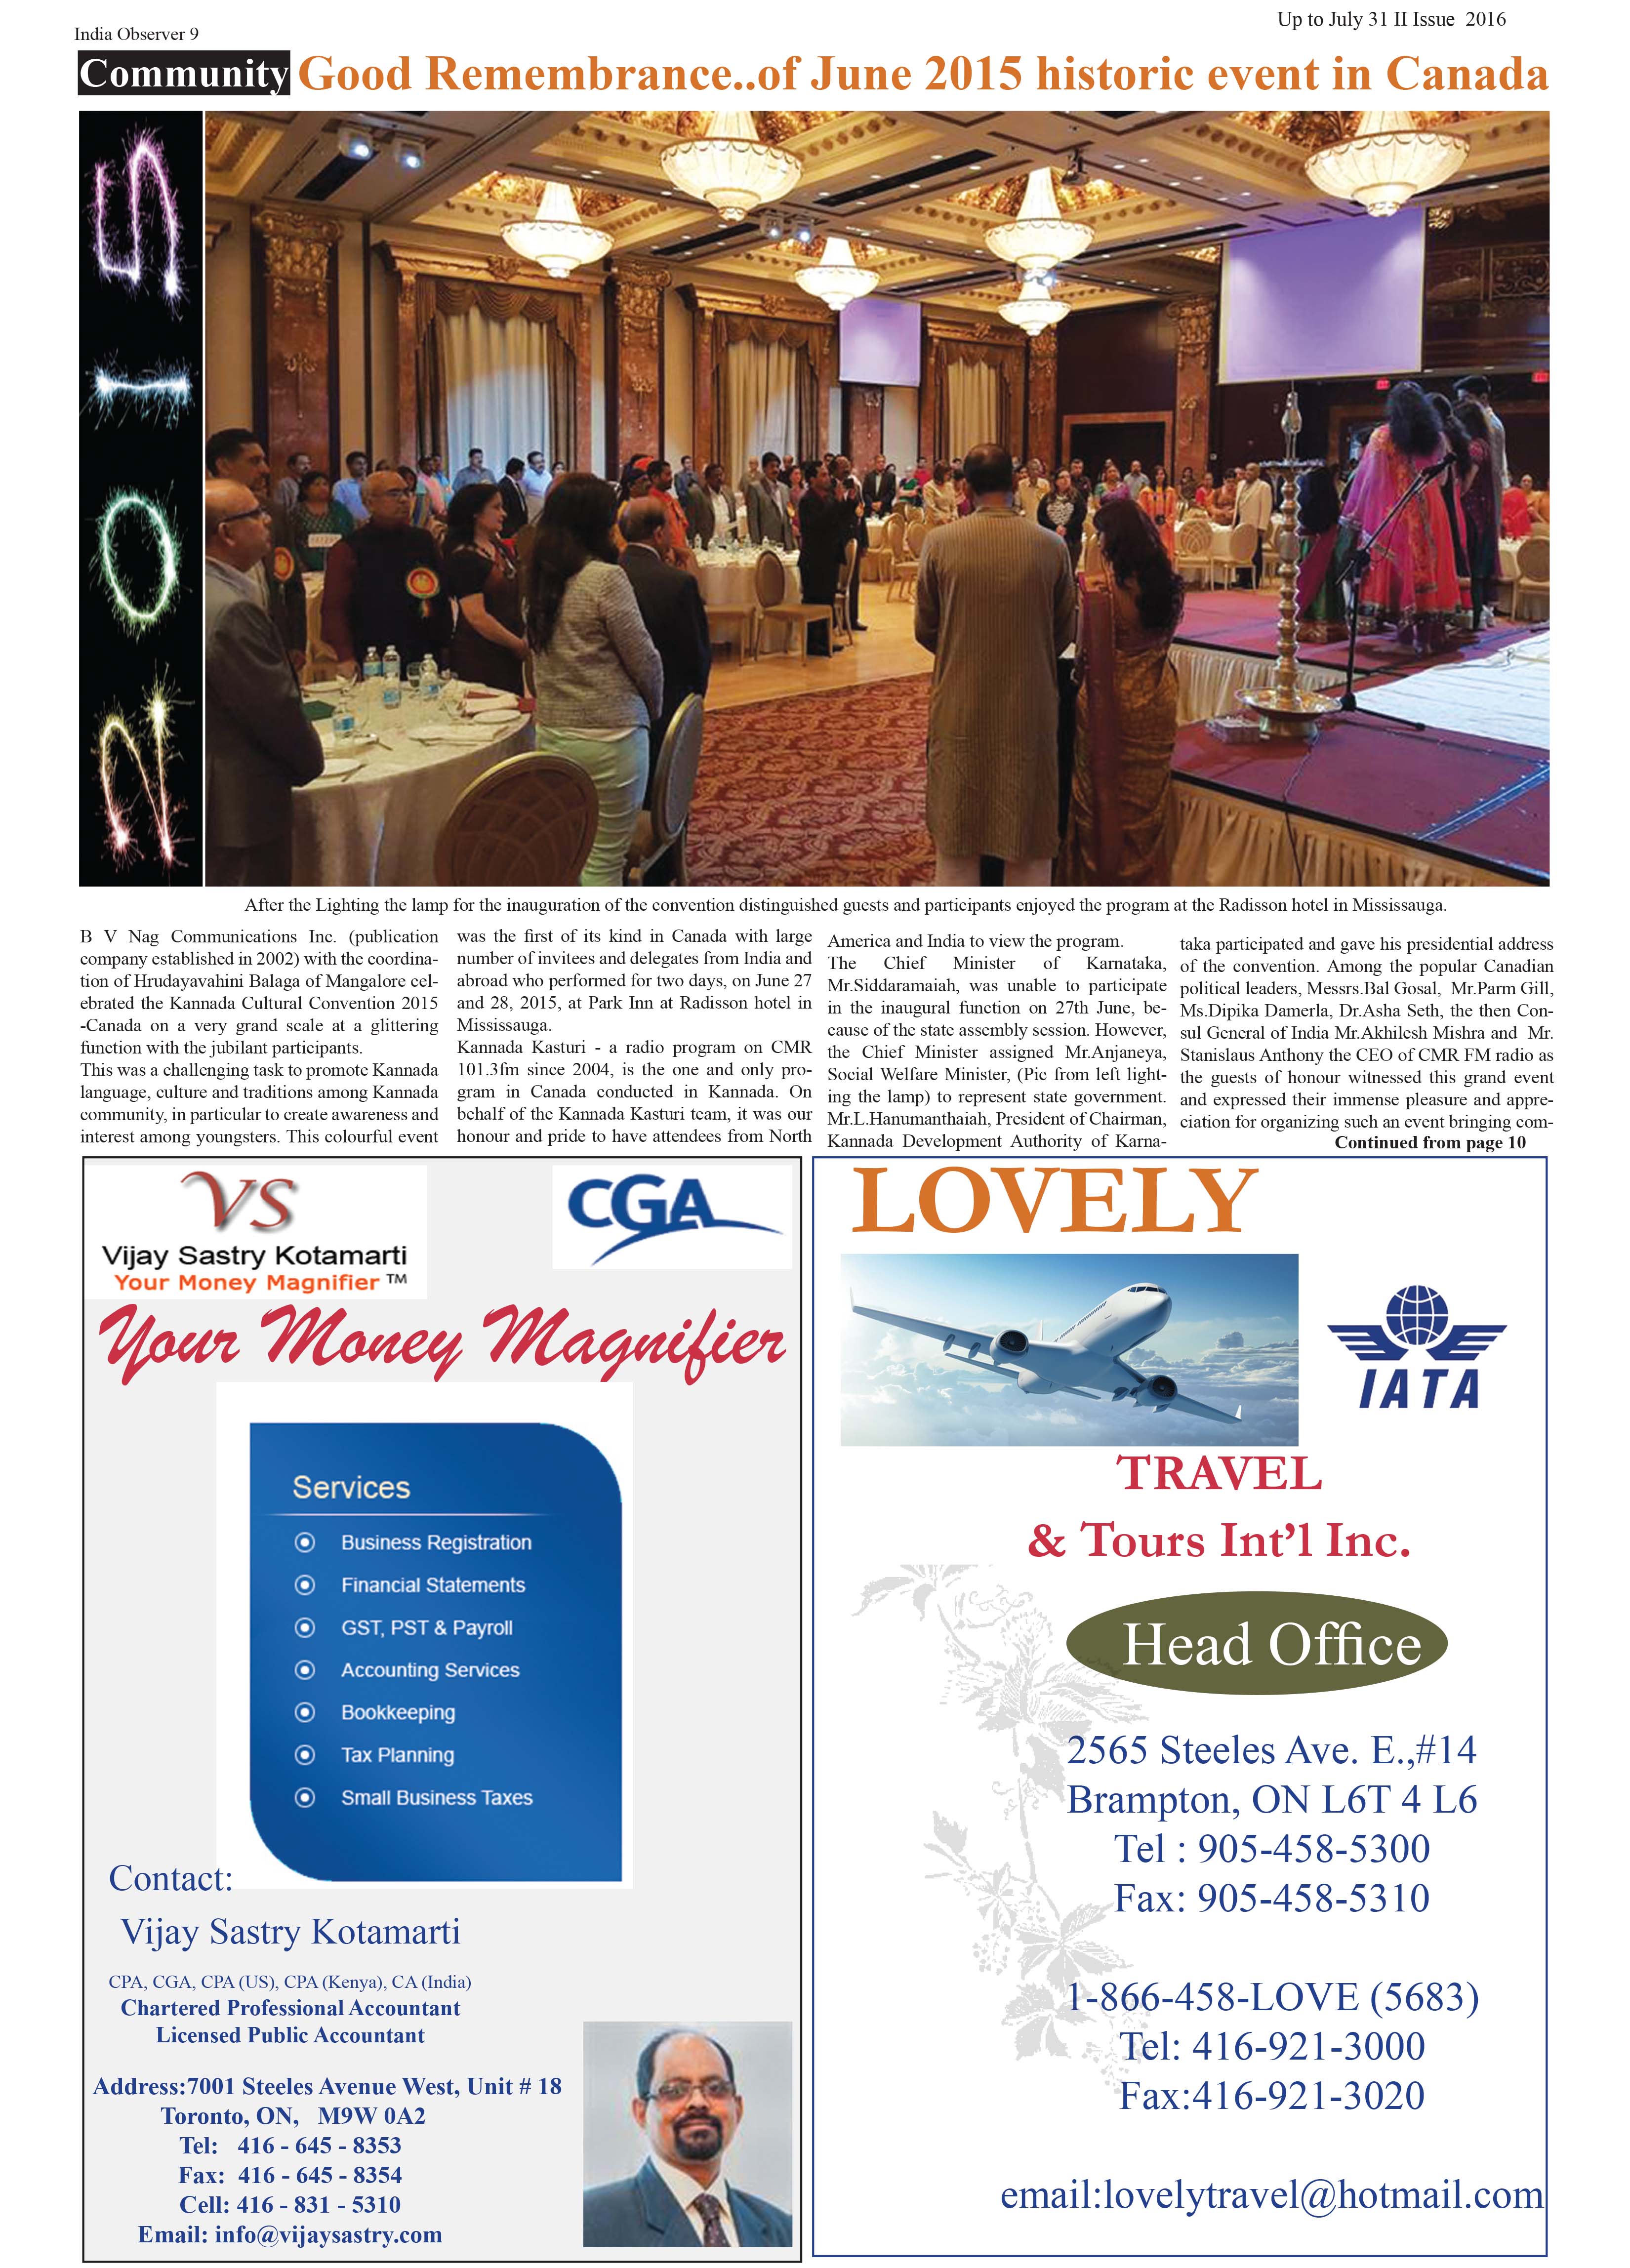 India Observer 9
Up to July 31 II Issue 2016
Community Good Remembrance..of June 2015 historic event in Canada
2015
After the Lighting the lamp for the inauguration of the convention distinguished guests and participants enjoyed the program at the Radisson hotel in Mississauga.
B V Nag Communications Inc. (publication
company established in 2002) with the coordina-
tion of Hrudayavahini Balaga of Mangalore cel-
ebrated the Kannada Cultural Convention 2015
-Canada on a very grand scale at a glittering
function with the jubilant participants.
This was a challenging task to promote Kannada
language, culture and traditions among Kannada
community, in particular to create awareness and
interest among youngsters. This colourful event
was the first of its kind in Canada with large
number of invitees and delegates from India and
abroad who performed for two days, on June 27
and 28, 2015, at Park Inn at Radisson hotel in
Mississauga.
Kannada Kasturi - a radio program on CMR
101.3fm since 2004, is the one and only pro-
gram in Canada conducted in Kannada. On
behalf of the Kannada Kasturi team, it was our
honour and pride to have attendees from North
America and India to view the program.
The Chief Minister of Karnataka,
Mr.Siddaramaiah, was unable to participate
in the inaugural function on 27th June, be-
cause of the state assembly session. However,
the Chief Minister assigned Mr.Anjaneya,
Social Welfare Minister, (Pic from left light-
ing the lamp) to represent state government.
Mr.L.Hanumanthaiah, President of Chairman,
Kannada Development Authority of Karna-
taka participated and gave his presidential address
of the convention. Among the popular Canadian
political leaders, Messrs.Bal Gosal, Mr.Parm Gill,
Ms.Dipika Damerla, Dr.Asha Seth, the then Con-
sul General of India Mr.Akhilesh Mishra and Mr.
Stanislaus Anthony the CEO of CMR FM radio as
the guests of honour witnessed this grand event
and expressed their immense pleasure and appre-
ciation for organizing such an event bringing com-
Continued from page 10
VS
Vijay Sastry Kotamarti
Your Money Magnifier ™
CGA
Your Money Magnifier
Services
Business Registration
Financial Statements
GST, PST & Payroll
Accounting Services
Bookkeeping
Tax Planning
Small Business Taxes
Contact:
Vijay Sastry Kotamarti
CPA, CGA, CPA (US), CPA (Kenya), CA (India)
Chartered Professional Accountant
Licensed Public Accountant
Address:7001 Steeles Avenue West, Unit # 18
Toronto, ON, M9W 0A2
Tel: 416 - 645 - 8353
Fax: 416 - 645 - 8354
Cell: 416 - 831 - 5310
Email: info@vijaysastry.com
LOVELY
IATA
TRAVEL
& Tours Int’l Inc.
Head Office
2565 Steeles Ave. E.,#14
Brampton, ON L6T 4 L6
Tel : 905-458-5300
Fax: 905-458-5310
1-866-458-LOVE (5683)
Tel: 416-921-3000
Fax:416-921-3020
email:lovelytravel@hotmail.com